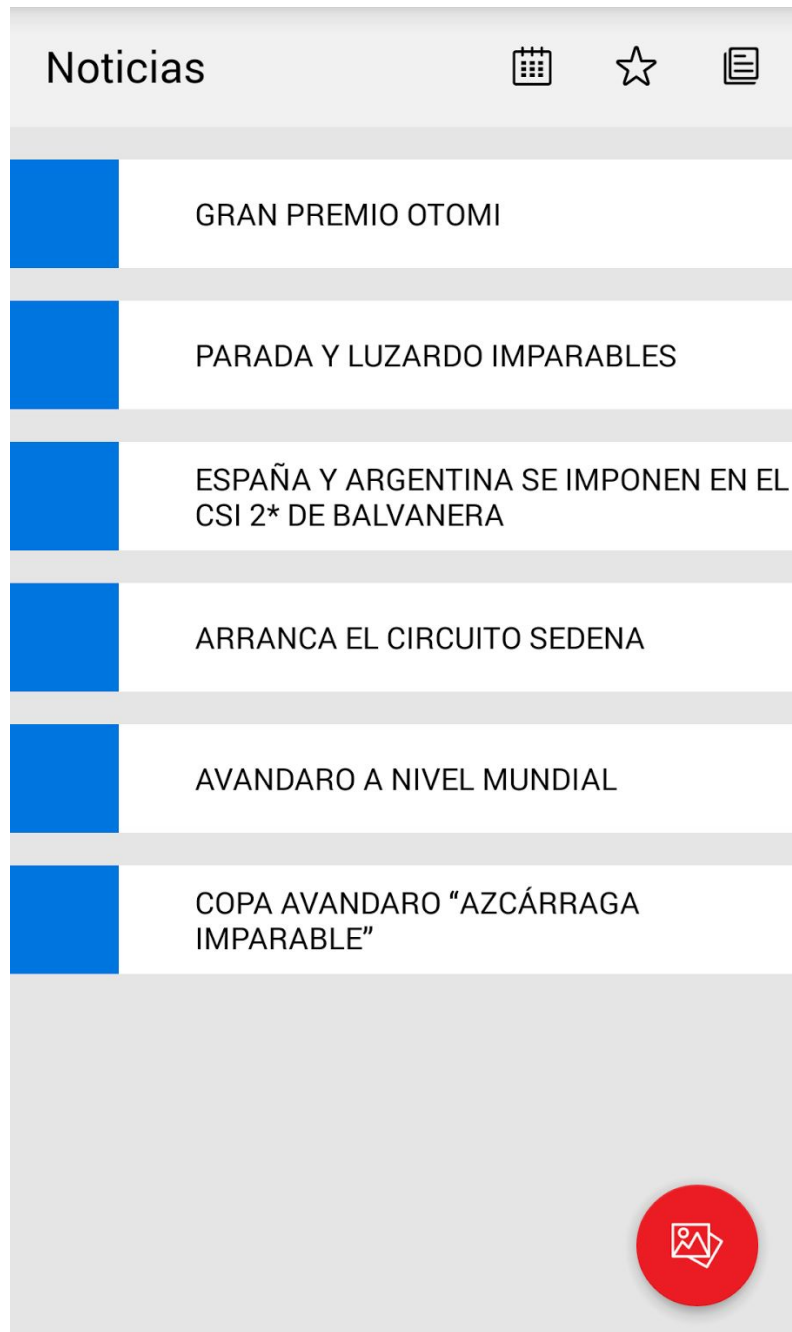 Noticias
GRAN PREMIO OTOMI
PARADA Y LUZARDO IMPARABLES
ESPAÑA Y ARGENTINA SE IMPONEN EN EL
CSI 2* DE BALVANERA
ARRANCA EL CIRCUITO SEDENA
AVANDARO A NIVEL MUNDIAL
COPA AVANDARO “AZCÁRRAGA
IMPARABLE”